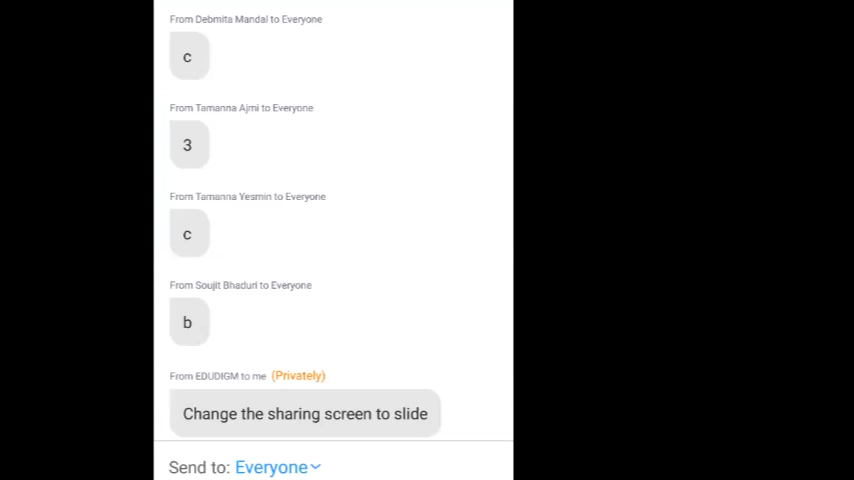 From Debmita Mandal to Everyone
c
From Tamanna Ajmi to Everyone
3
From Tamanna Yesmin to Everyone
c
From Soujit Bhaduri to Everyone
b
From EDUDIGM to me (Privately)
Change the sharing screen to slide
Send to: Everyone